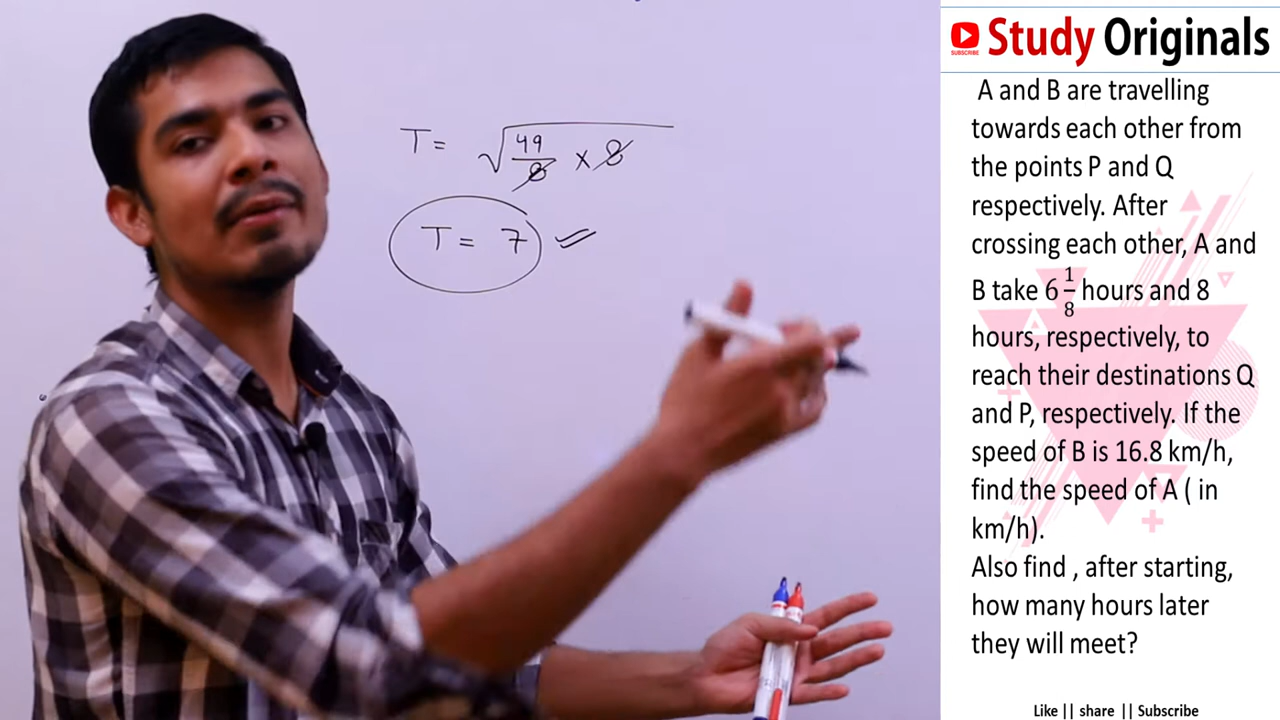 T = √49/8 × 8
T = 7
SUBSCRIBE
Study Originals
A and B are travelling
towards each other from
the points P and Q
respectively. After
crossing each other, A and
B take 6 1/8 hours and 8
hours, respectively, to
reach their destinations Q
and P, respectively. If the
speed of B is 16.8 km/h,
find the speed of A ( in
km/h).
Also find , after starting,
how many hours later
they will meet?
Like || share || Subscribe